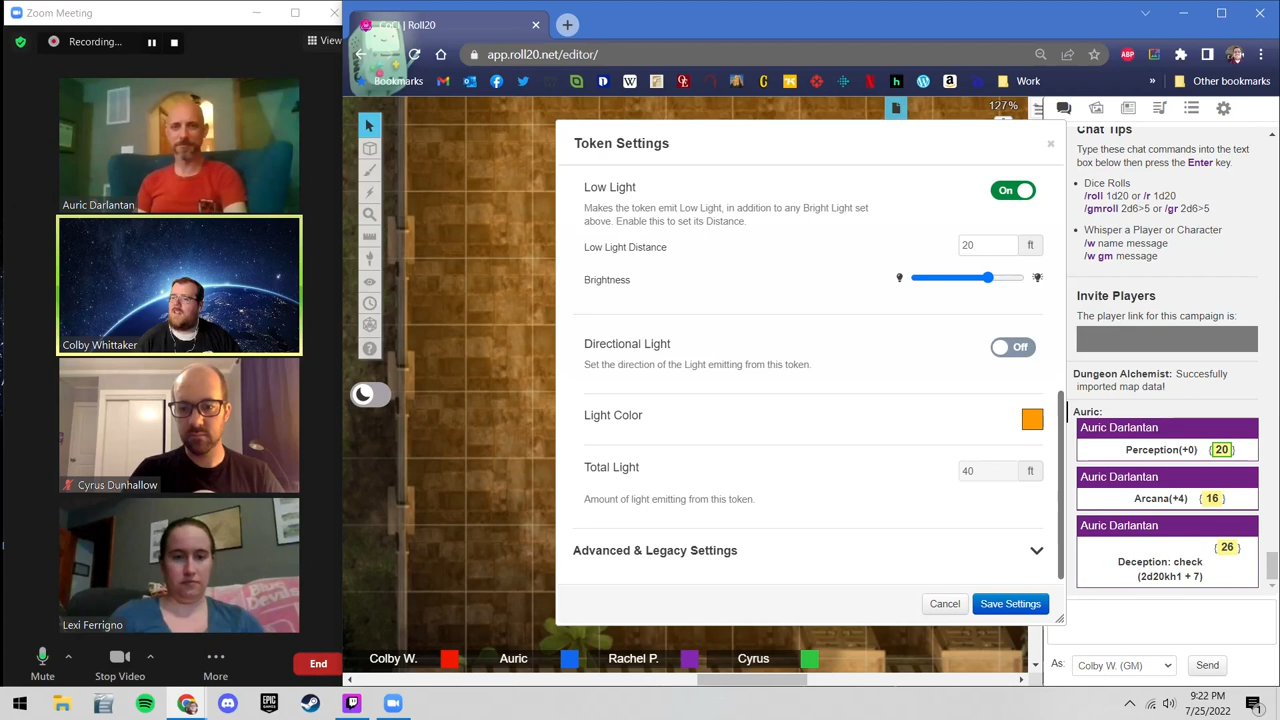 Zoom Meeting
Recording...
View
Auric Darlantan
Colby Whittaker
Cyrus Dunhallow
Lexi Ferrigno
Mute
Stop Video
More
End
| Roll20
app.roll20.net/editor/
Bookmarks
Work
Other bookmarks
127%
Token Settings
Low Light
On
Makes the token emit Low Light, in addition to any Bright Light set
above. Enable this to set its Distance.
Low Light Distance
20 ft
Brightness
Directional Light
Off
Set the direction of the Light emitting from this token.
Light Color
Total Light
40 ft
Amount of light emitting from this token.
Advanced & Legacy Settings
Cancel
Save Settings
Colby W.
Auric
Rachel P.
Cyrus
Chat Tips
Type these chat commands into the text
box below then press the Enter key.
• Dice Rolls
/roll 1d20 or /r 1d20
/gmroll 2d6>5 or /gr 2d6>5
Whisper a Player or Character
/w name message
/w gm message
Invite Players
The player link for this campaign is.
Dungeon Alchemist: Succesfully
imported map data!
Auric:
Auric Darlantan
Perception(+0) (20)
Auric Darlantan
Arcana(+4) (16)
Auric Darlantan
(26)
Deception: check
(2d20kh1 + 7)
As: Colby W. (GM)
Send
9:22 PM
7/25/2022